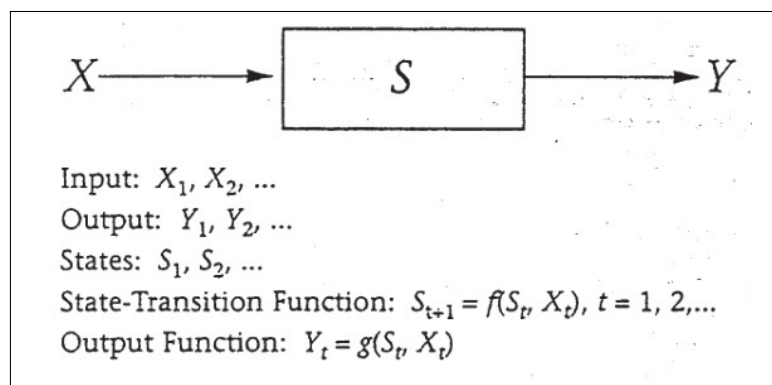 X S Y
Input: X₁, X₂, ...
Output: Y₁, Y₂, ...
States: S₁, S₂, ...
State-Transition Function: Sₜ₊₁ = f(Sₜ, Xₜ), t = 1, 2,...
Output Function: Yₜ = g(Sₜ, Xₜ)